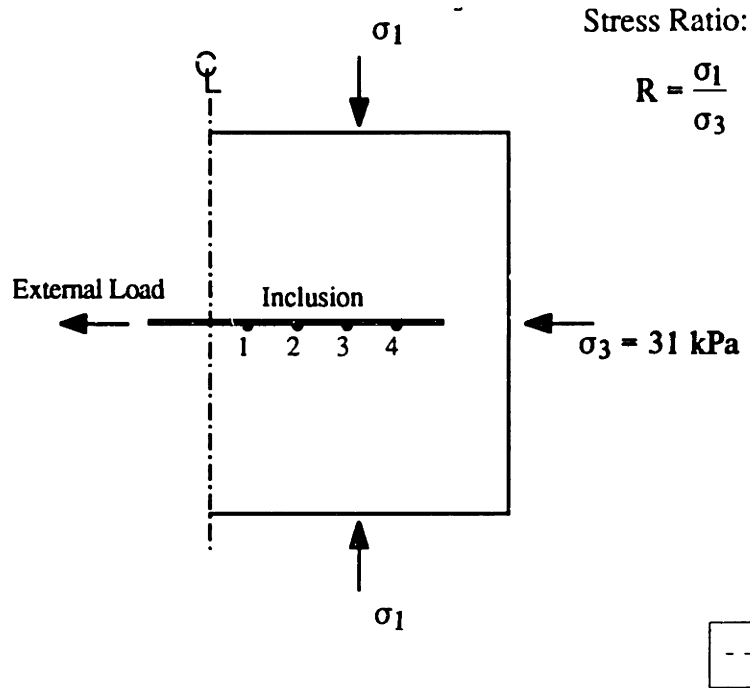 Stress Ratio:
σ1
R = σ1
σ3
℄
External Load
Inclusion
1 2 3 4
σ3 = 31 kPa
σ1